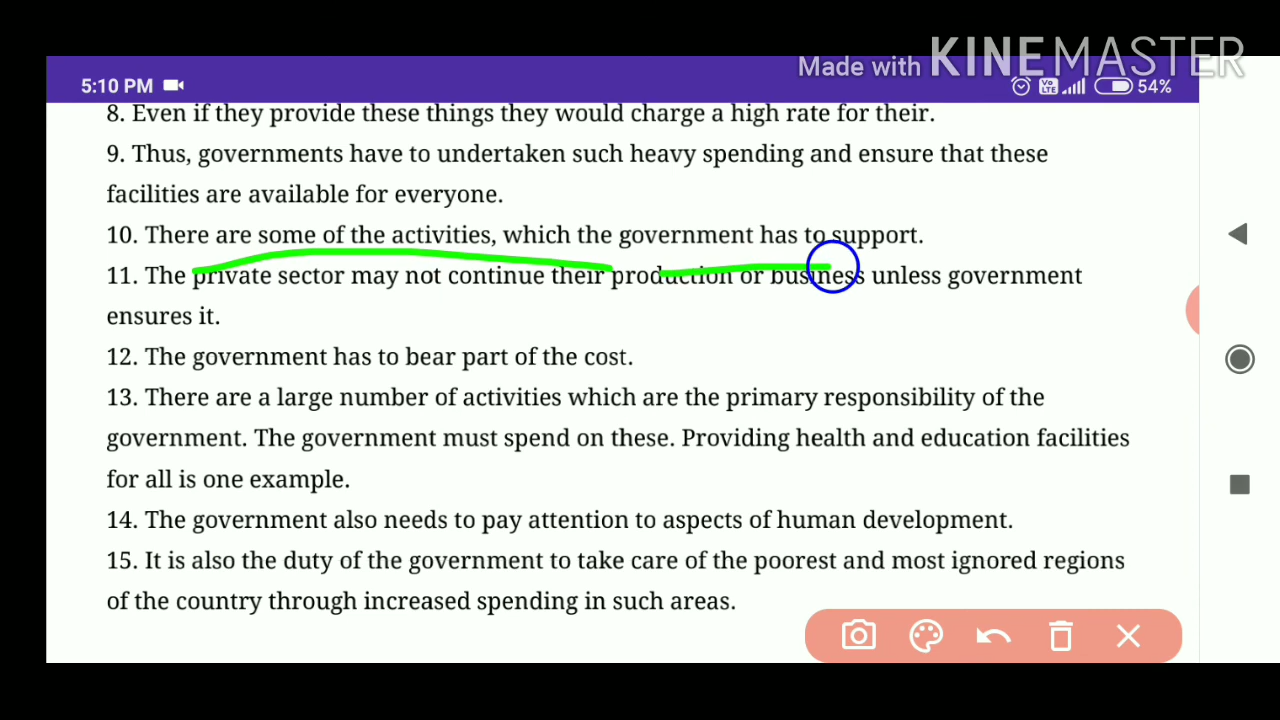 Made with KINEMASTER
5:10 PM
Vo LTE 54%
8. Even if they provide these things they would charge a high rate for their.
9. Thus, governments have to undertaken such heavy spending and ensure that these
facilities are available for everyone.
10. There are some of the activities, which the government has to support.
11. The private sector may not continue their production or business unless government
ensures it.
12. The government has to bear part of the cost.
13. There are a large number of activities which are the primary responsibility of the
government. The government must spend on these. Providing health and education facilities
for all is one example.
14. The government also needs to pay attention to aspects of human development.
15. It is also the duty of the government to take care of the poorest and most ignored regions
of the country through increased spending in such areas.